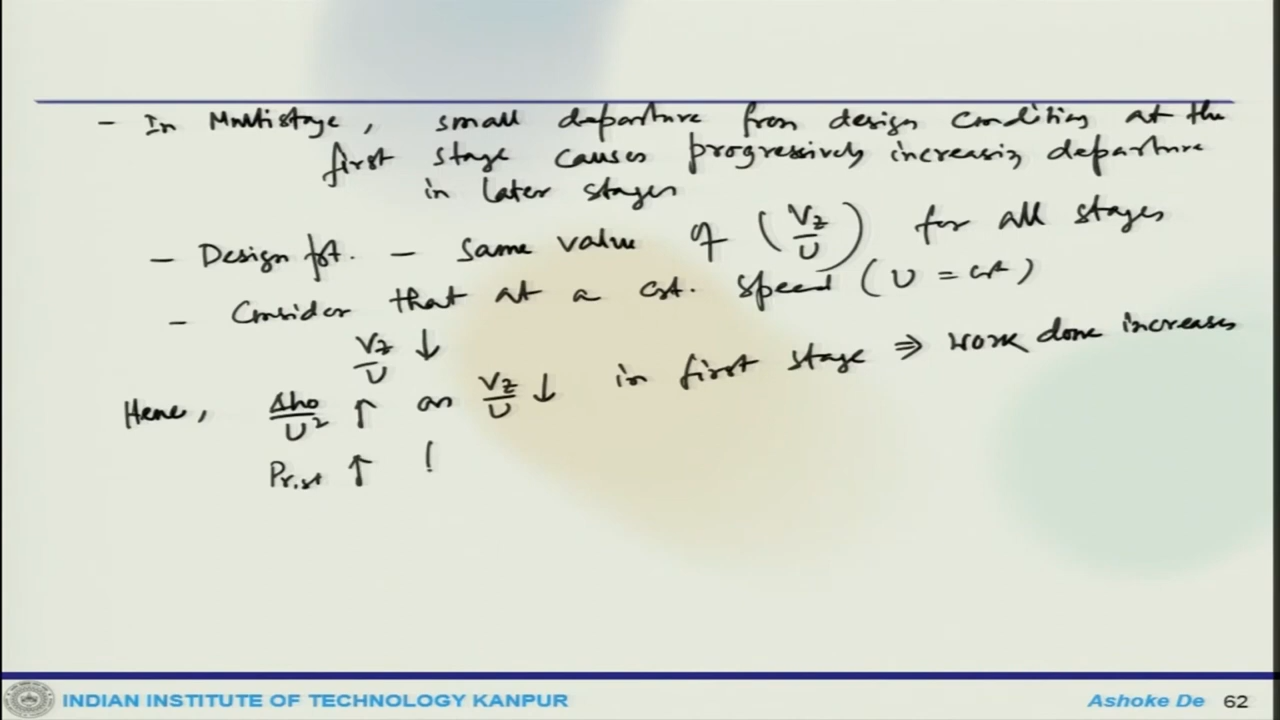 - In Multistage, small departure from design condition at the
first stage causes progressively increasing departure
in later stages
- Design pt. - same value of (Vz/U) for all stages
- Consider that at a cst. speed (U = cst)
Vz/U ↓
Hence, Δho/U² ↑ as Vz/U ↓ in first stage ⇒ work done increases
Pr,st ↑ (
INDIAN INSTITUTE OF TECHNOLOGY KANPUR
Ashoke De 62